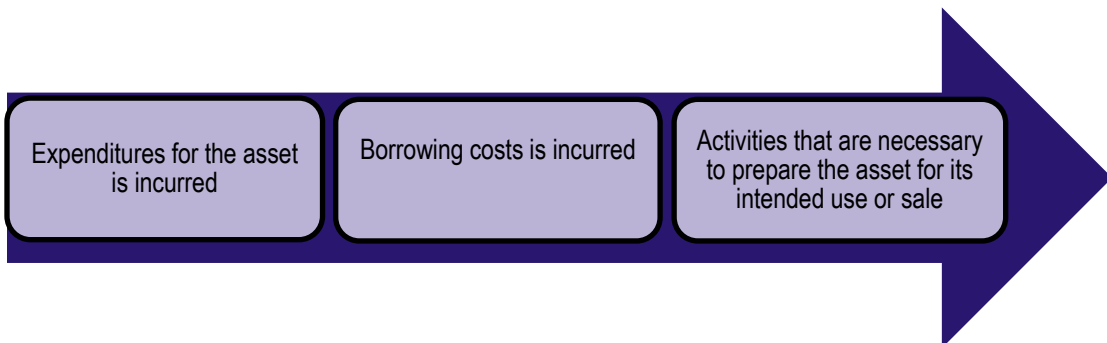 Expenditures for the asset
is incurred
Borrowing costs is incurred
Activities that are necessary
to prepare the asset for its
intended use or sale